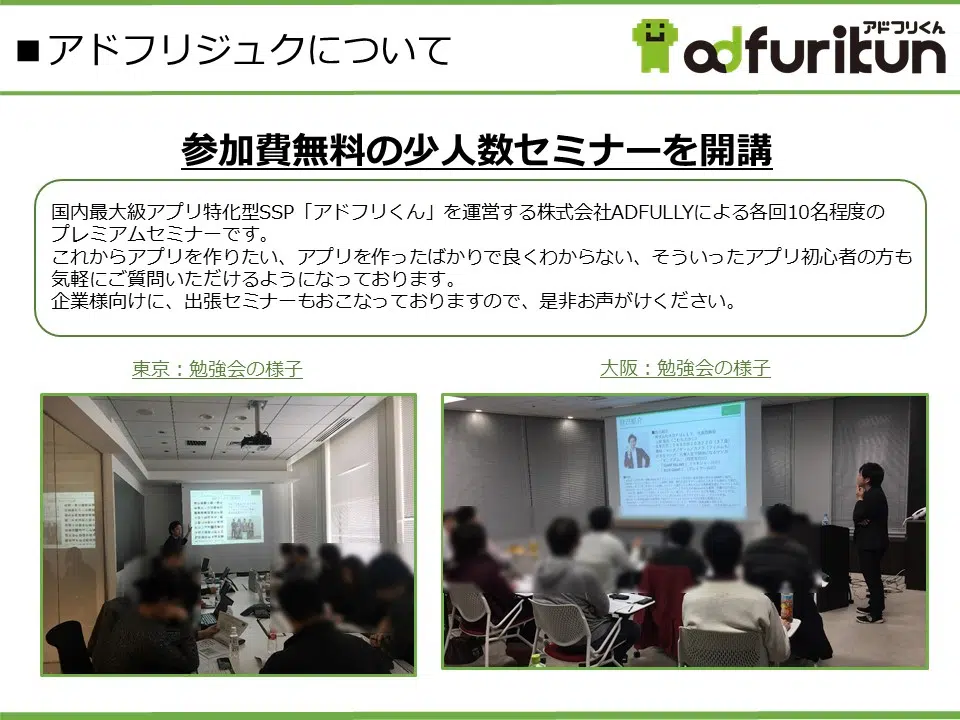 ■アドフリジュクについて
アドフリくん
adfurikun
参加費無料の少人数セミナーを開講
国内最大級アプリ特化型SSP「アドフリくん」を運営する株式会社ADFULLYによる各回10名程度の
プレミアムセミナーです。
これからアプリを作りたい、アプリを作ったばかりで良くわからない、そういったアプリ初心者の方も
気軽にご質問いただけるようになっております。
企業様向けに、出張セミナーもおこなっておりますので、是非お声がけください。
東京：勉強会の様子
大阪：勉強会の様子